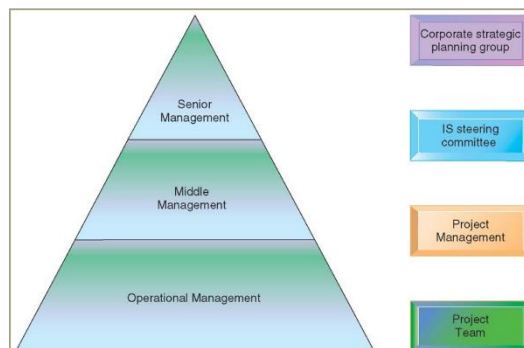 Senior
Management
Middle
Management
Operational Management
Corporate strategic
planning group
IS steering
committee
Project
Management
Project
Team